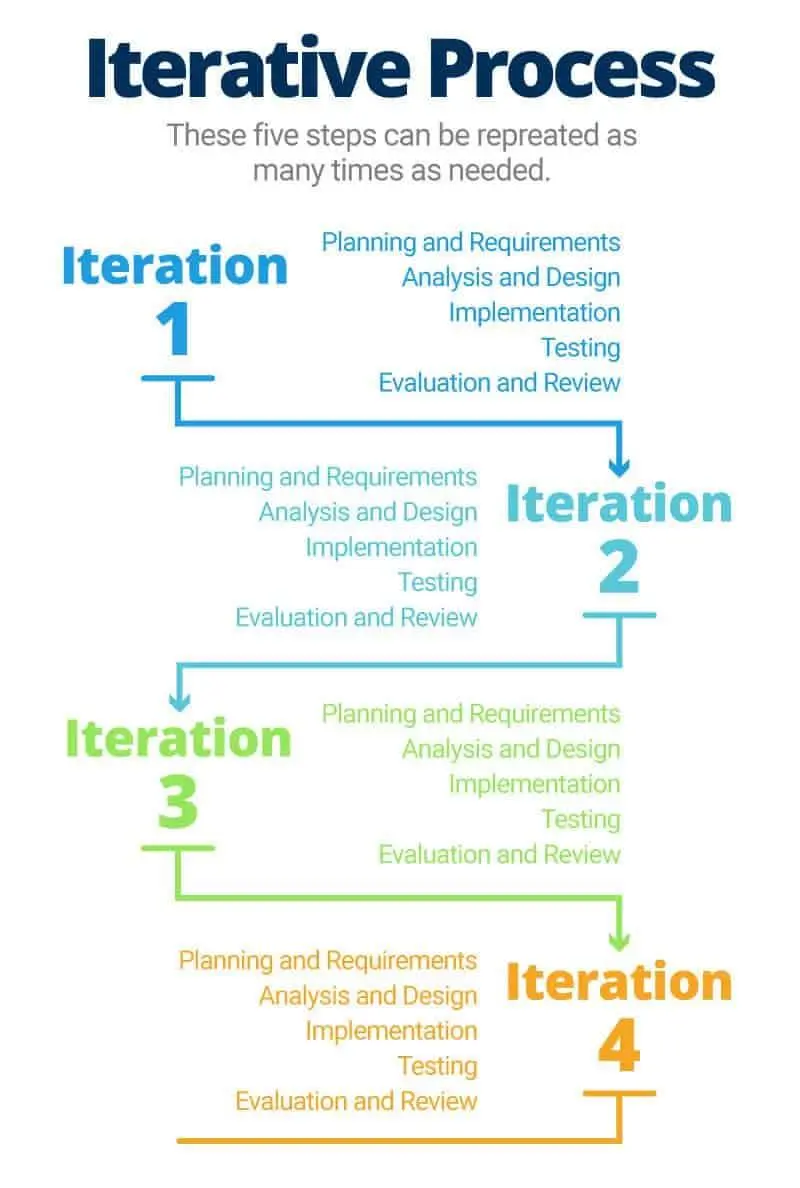 Iterative Process
These five steps can be repreated as
many times as needed.
Iteration
1
Planning and Requirements
Analysis and Design
Implementation
Testing
Evaluation and Review
Planning and Requirements
Analysis and Design
Implementation
Testing
Evaluation and Review
Iteration
2
Iteration
3
Planning and Requirements
Analysis and Design
Implementation
Testing
Evaluation and Review
Planning and Requirements
Analysis and Design
Implementation
Testing
Evaluation and Review
Iteration
4